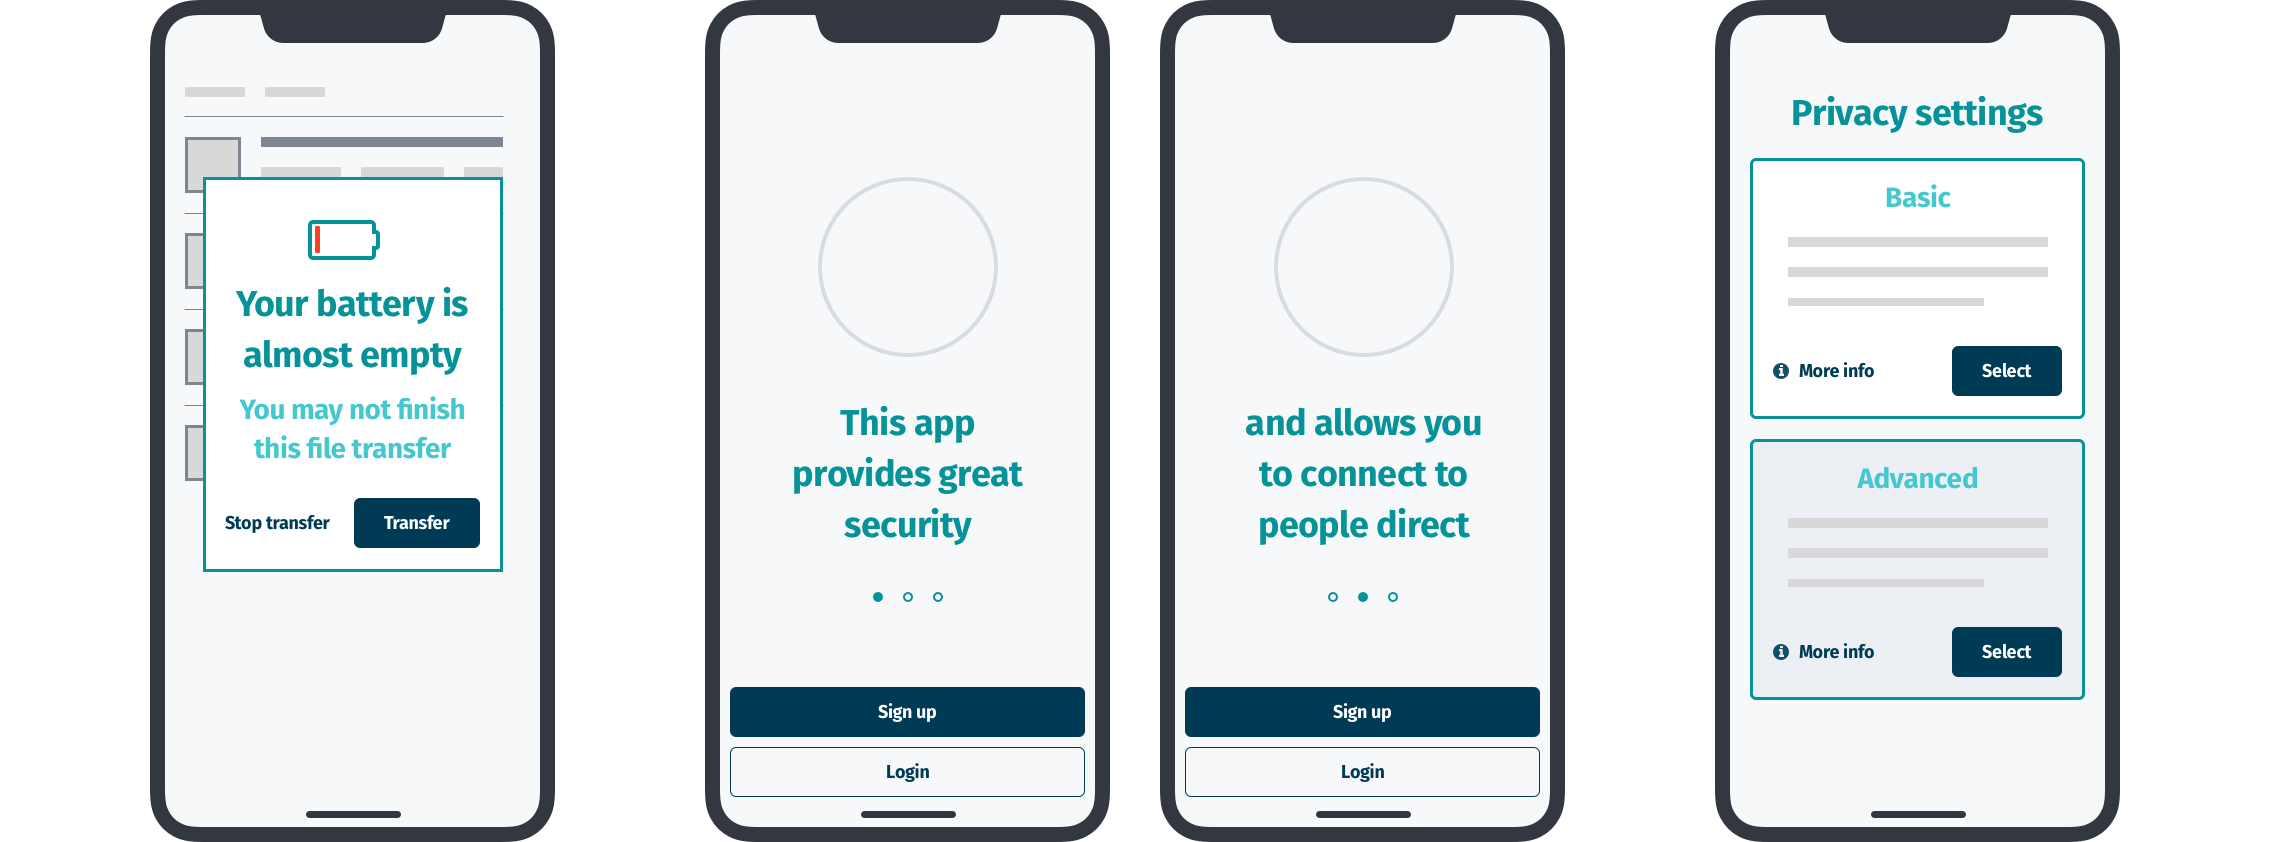 Your battery is
almost empty
You may not finish
this file transfer
Stop transfer
Transfer
This app
provides great
security
Sign up
Login
and allows you
to connect to
people direct
Sign up
Login
Privacy settings
Basic
More info
Select
Advanced
More info
Select